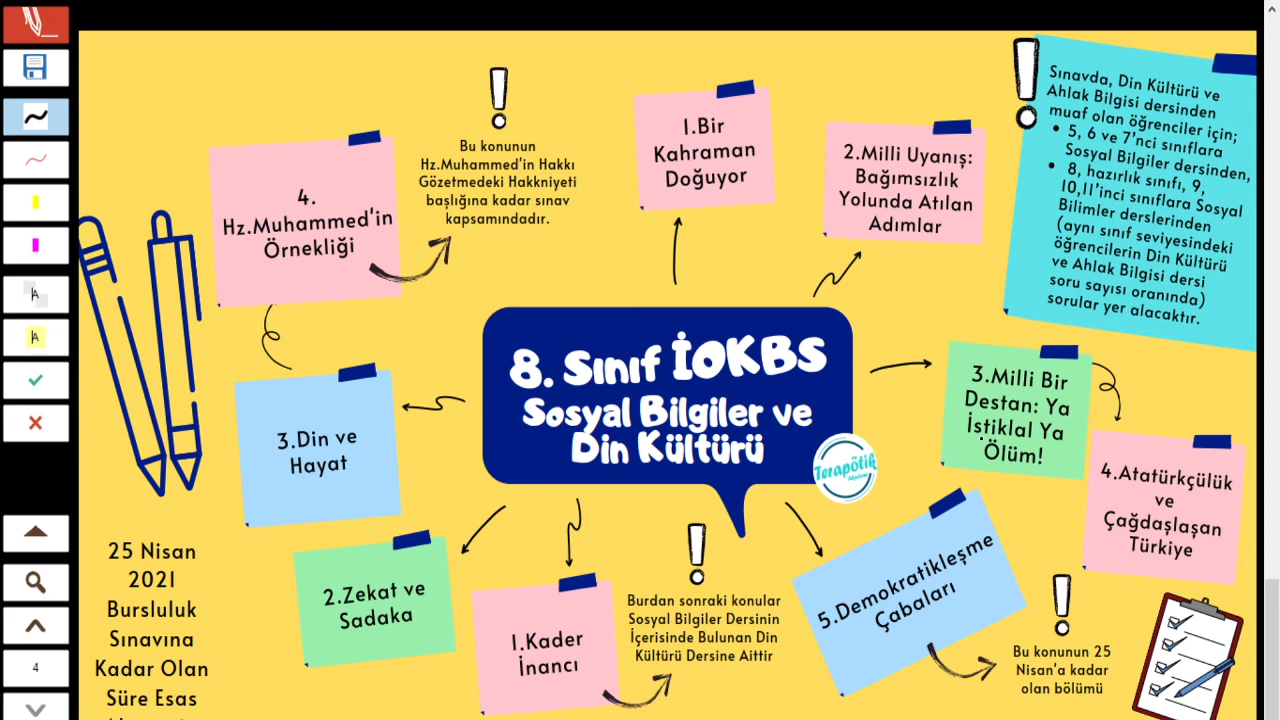 8. Sınıf İOKBS
Sosyal Bilgiler ve
Din Kültürü
Terapötik
Akademi
1.Bir
Kahraman
Doğuyor
2.Milli Uyanış:
Bağımsızlık
Yolunda Atılan
Adımlar
3.Milli Bir
Destan: Ya
İstiklal Ya
Ölüm!
4.Atatürkçülük
ve
Çağdaşlaşan
Türkiye
5.Demokratikleşme
Çabaları
Bu konunun 25
Nisan'a kadar
olan bölümü
1.Kader
İnancı
Burdan sonraki konular
Sosyal Bilgiler Dersinin
İçerisinde Bulunan Din
Kültürü Dersine Aittir
2.Zekat ve
Sadaka
3.Din ve
Hayat
4.
Hz.Muhammed'in
Örnekliği
Bu konunun
Hz.Muhammed'in Hakkı
Gözetmedeki Hakkniyeti
başlığına kadar sınav
kapsamındadır.
Sınavda, Din Kültürü ve
Ahlak Bilgisi dersinden
muaf olan öğrenciler için;
• 5, 6 ve 7'nci sınıflara
Sosyal Bilgiler dersinden,
• 8, hazırlık sınıfı, 9,
10,11'inci sınıflara Sosyal
Bilimler derslerinden
(aynı sınıf seviyesindeki
öğrencilerin Din Kültürü
ve Ahlak Bilgisi dersi
soru sayısı oranında)
sorular yer alacaktır.
25 Nisan
2021
Bursluluk
Sınavına
Kadar Olan
Süre Esas
4
A
A